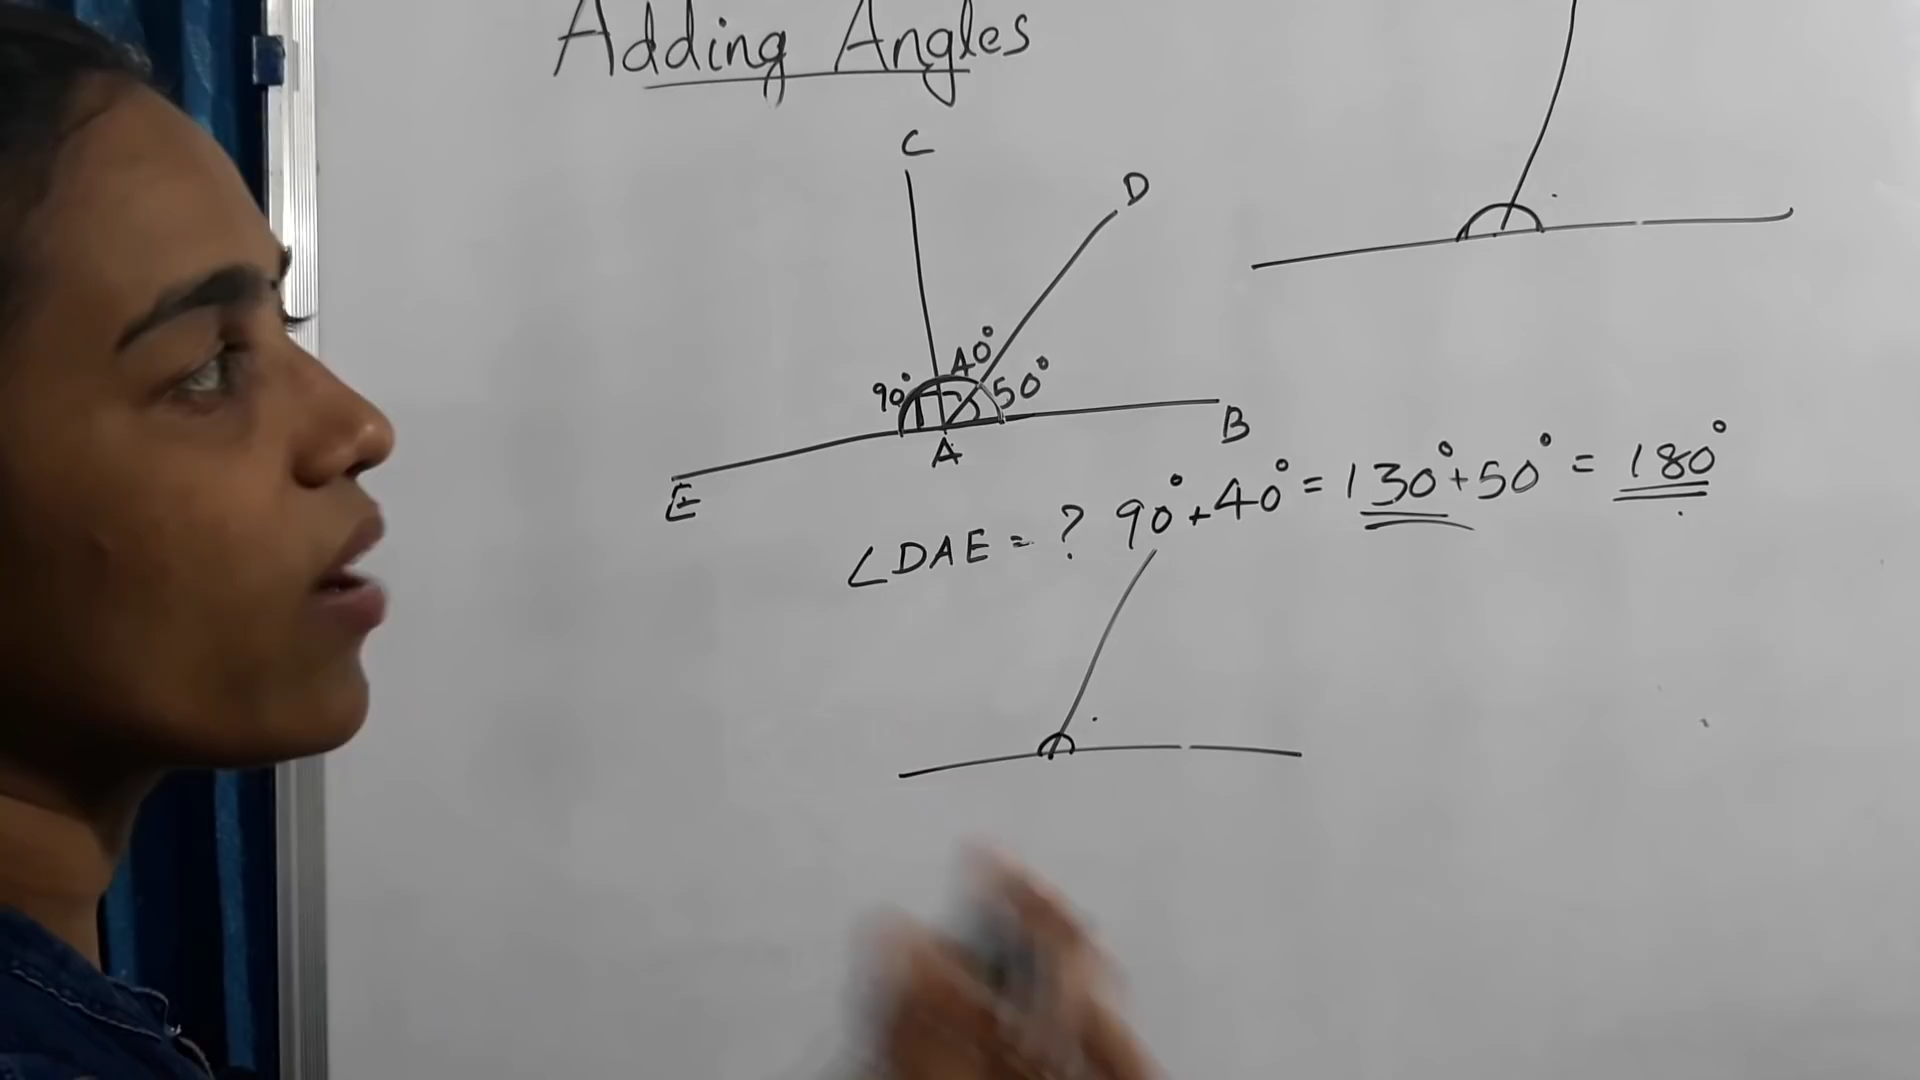 Adding Angles
C
D
90° 40° 50°
A
B
E
∠DAE = ? 90° + 40° = 130° + 50° = 180°